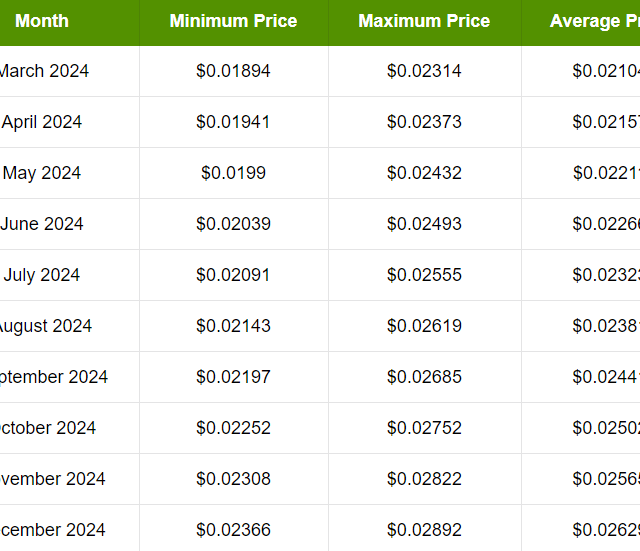 Month Minimum Price Maximum Price Average Pr
March 2024 $0.01894 $0.02314 $0.0210
April 2024 $0.01941 $0.02373 $0.0215
May 2024 $0.0199 $0.02432 $0.0221
June 2024 $0.02039 $0.02493 $0.0226
July 2024 $0.02091 $0.02555 $0.0232
August 2024 $0.02143 $0.02619 $0.0238
ptember 2024 $0.02197 $0.02685 $0.0244
ctober 2024 $0.02252 $0.02752 $0.0250
vember 2024 $0.02308 $0.02822 $0.0256
cember 2024 $0.02366 $0.02892 $0.0262